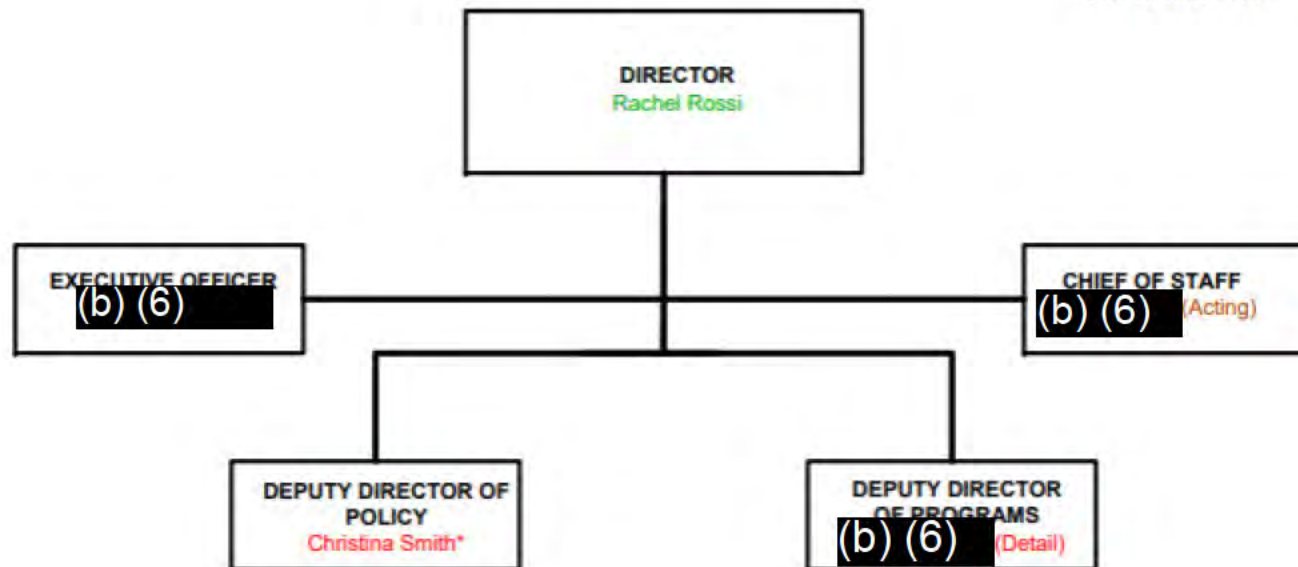 DIRECTOR
Rachel Rossi
EXECUTIVE OFFICER
(b) (6)
CHIEF OF STAFF
(b) (6) (Acting)
DEPUTY DIRECTOR OF
POLICY
Christina Smith*
DEPUTY DIRECTOR
OF PROGRAMS
(b) (6) (Detail)